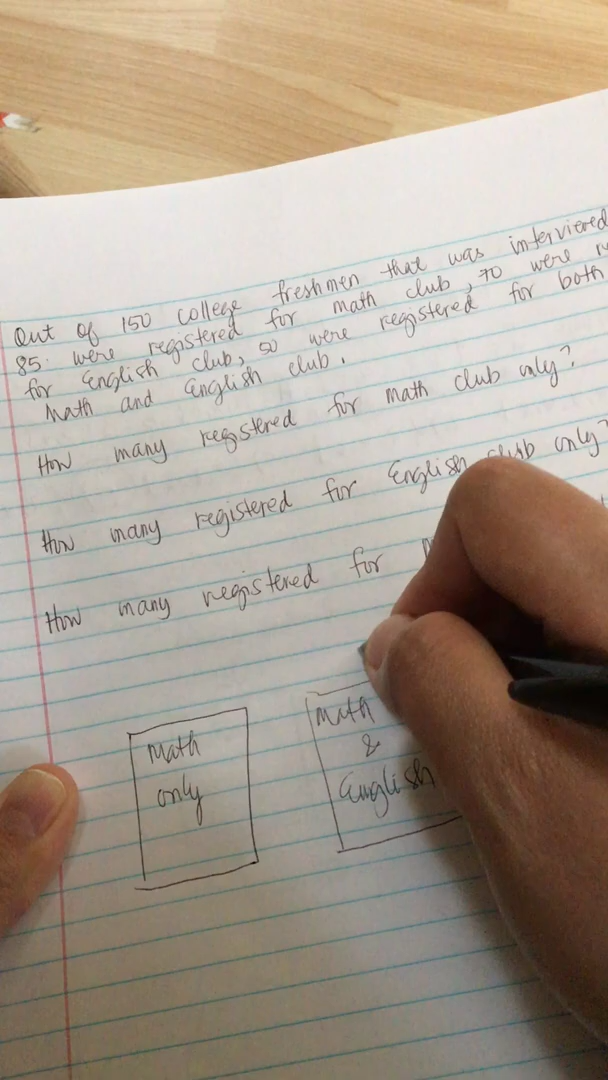 Out of 150 college freshmen that was interviewed
85 were registered for math club, 70 were
for English club, 50 were registered for both
Math and English club.
How many registered for math club only?
How many registered for English club only?
How many registered for
Math
only
Math
&
English